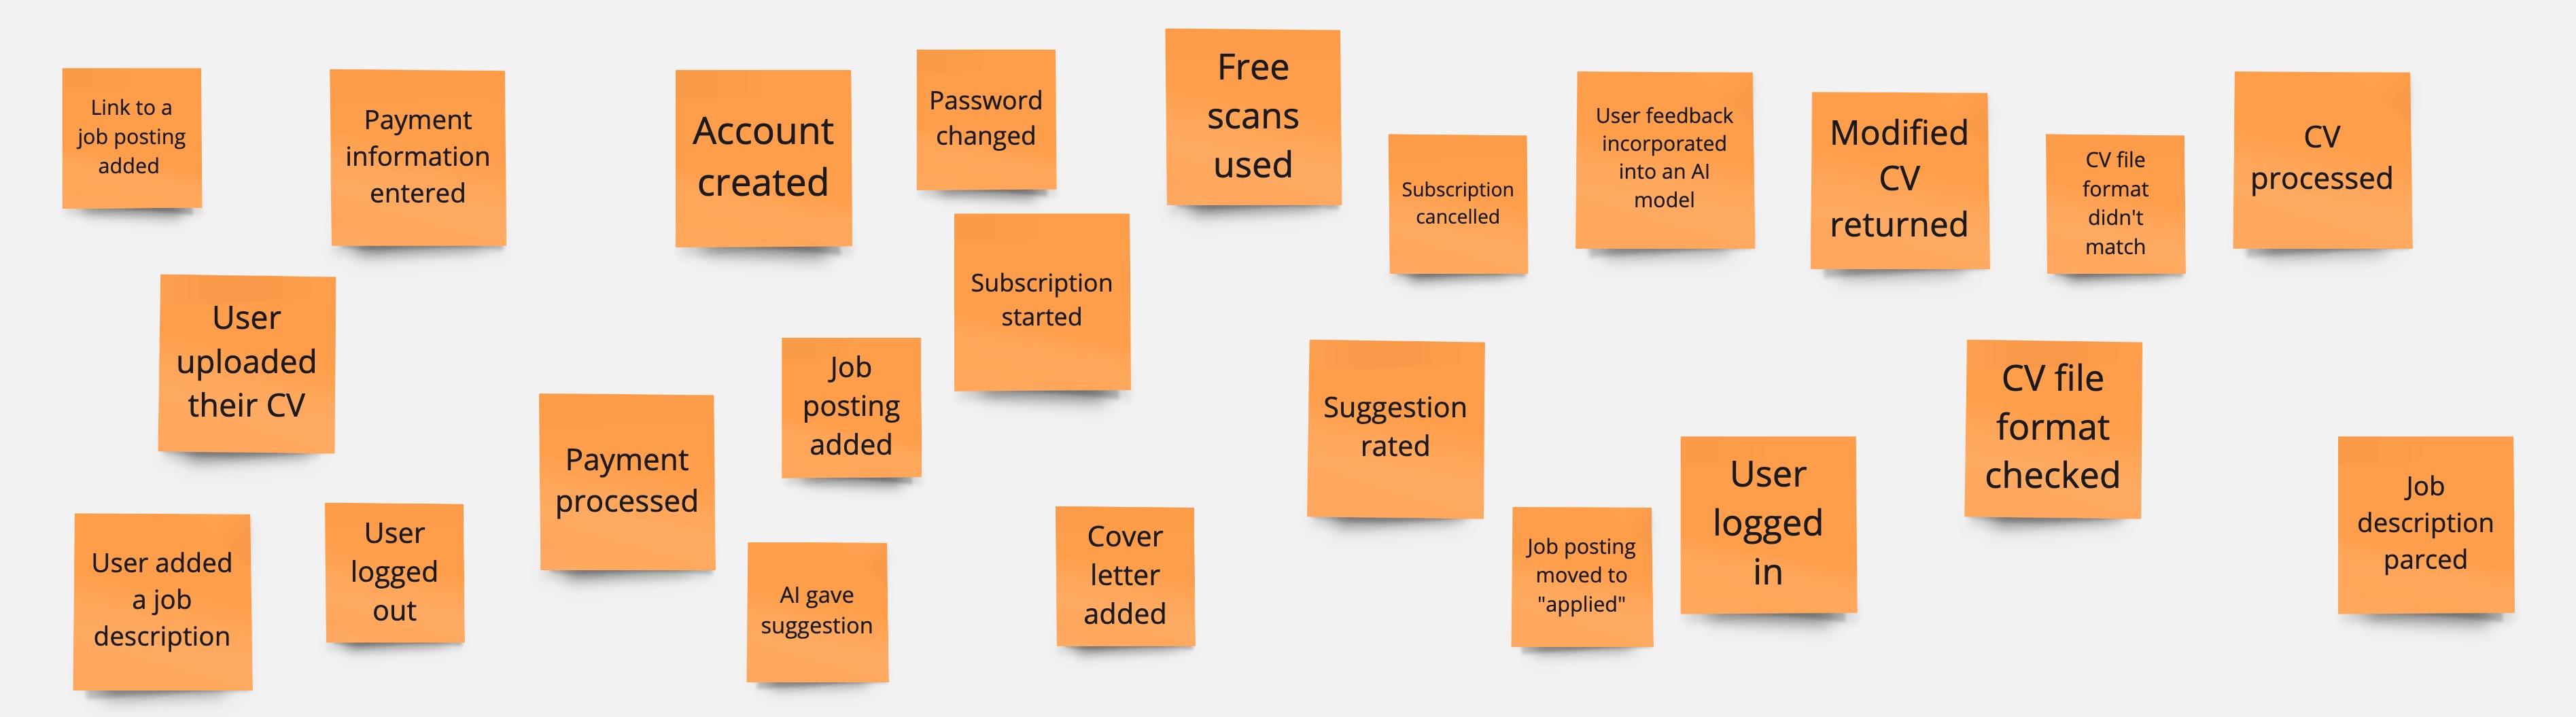 Link to a
job posting
added
Payment
information
entered
Account
created
Password
changed
Free
scans
used
Subscription
cancelled
User feedback
incorporated
into an AI
model
Modified
CV
returned
CV file
format
didn't
match
CV
processed
User
uploaded
their CV
Subscription
started
Job
posting
added
Payment
processed
Suggestion
rated
CV file
format
checked
User
logged
in
Job
description
parced
User added
a job
description
User
logged
out
AI gave
suggestion
Cover
letter
added
Job posting
moved to
"applied"